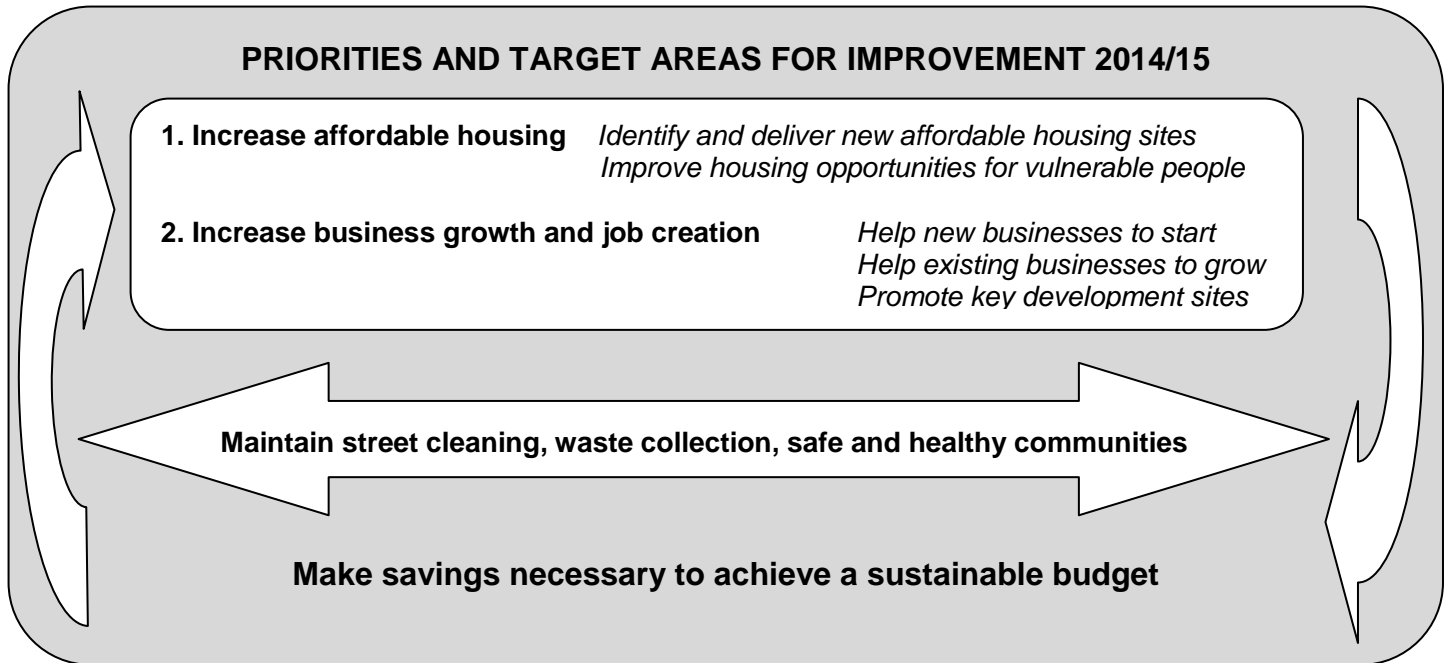 PRIORITIES AND TARGET AREAS FOR IMPROVEMENT 2014/15
1. Increase affordable housing Identify and deliver new affordable housing sites
Improve housing opportunities for vulnerable people
2. Increase business growth and job creation Help new businesses to start
Help existing businesses to grow
Promote key development sites
Maintain street cleaning, waste collection, safe and healthy communities
Make savings necessary to achieve a sustainable budget